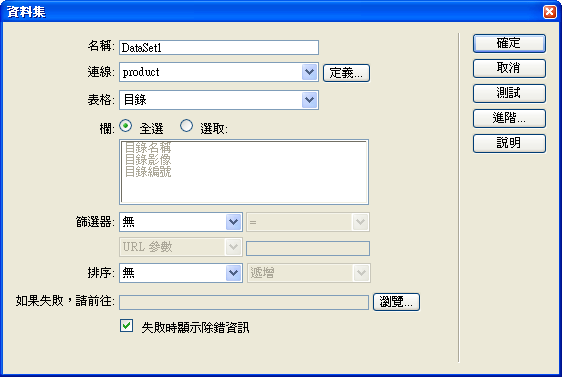 資料集
名稱: DataSet1
確定
連線: product 定義...
取消
表格: 目錄
測試
欄: 全選 選取:
進階...
目錄名稱
目錄影像
目錄編號
說明
篩選器: 無 =
URL 參數
排序: 無 遞增
如果失敗，請前往: 瀏覽...
失敗時顯示除錯資訊